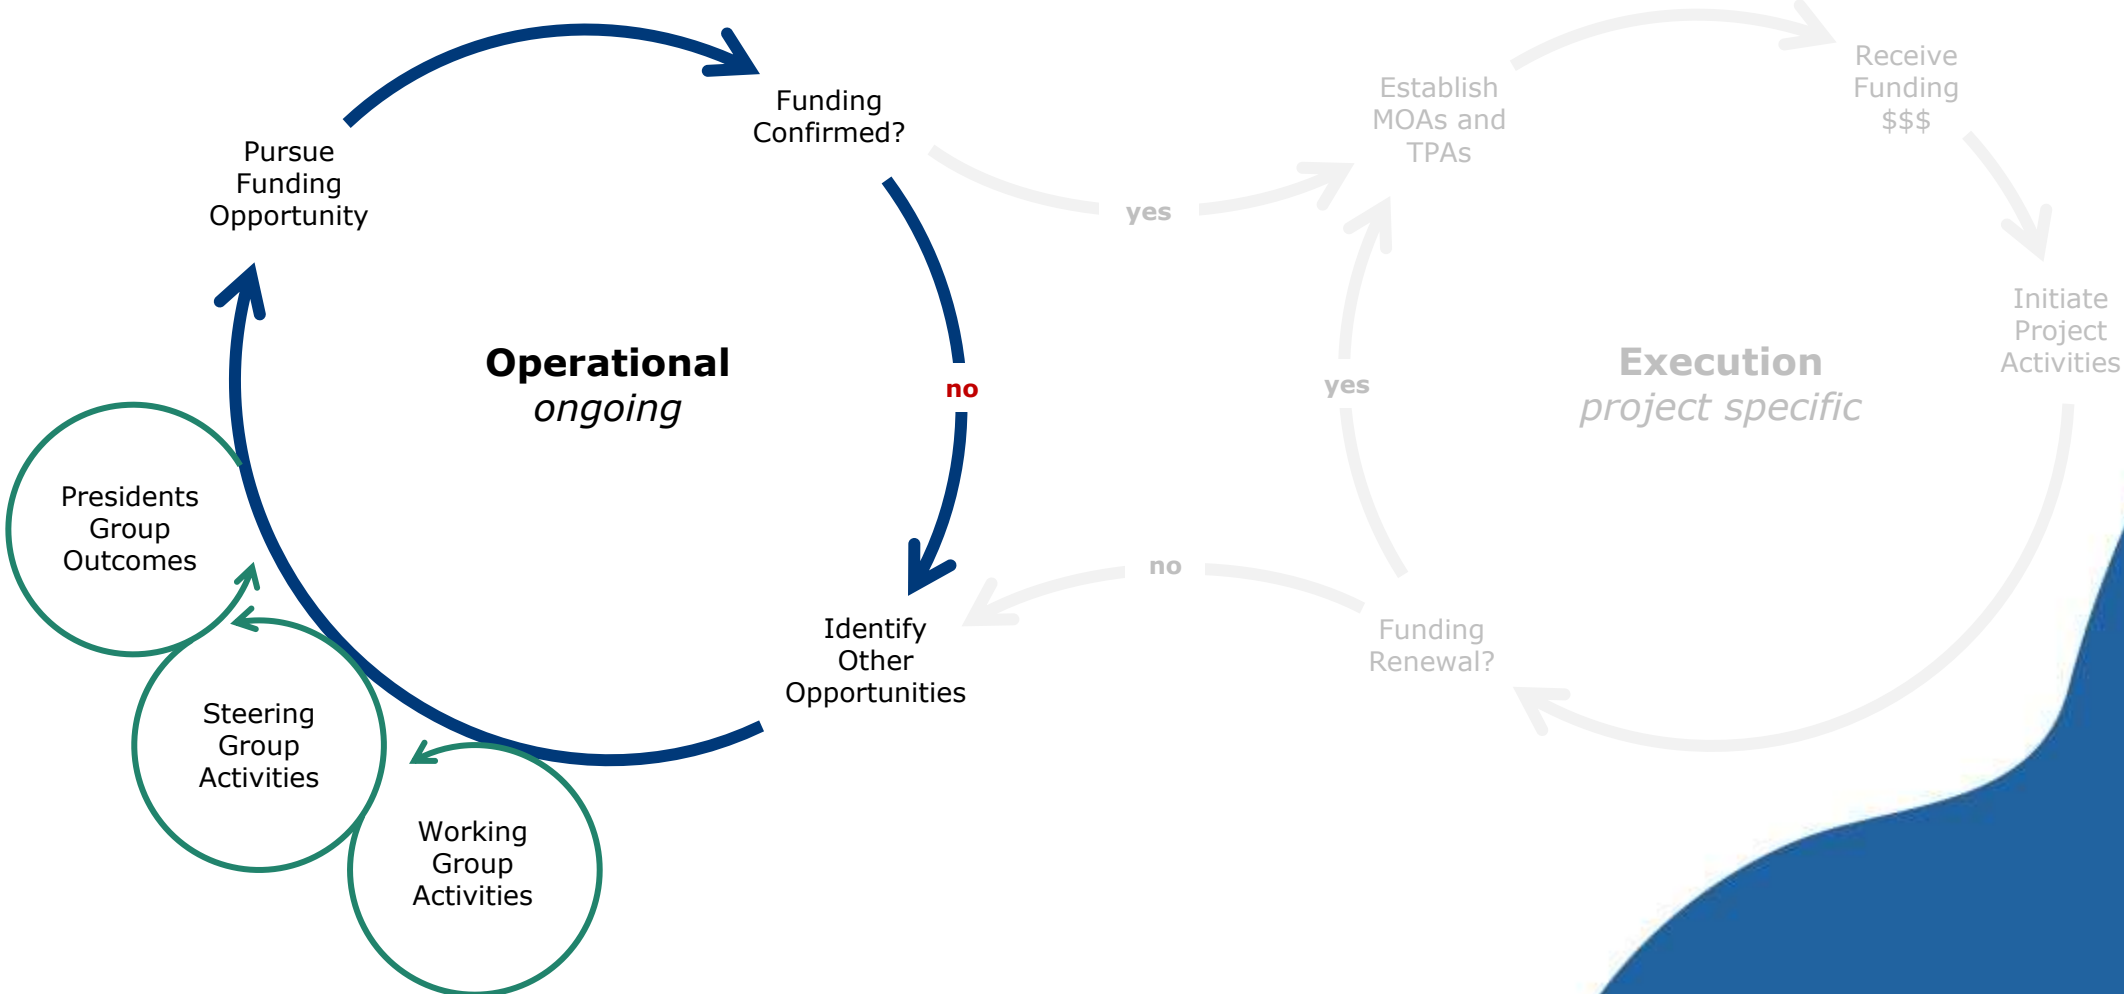 Pursue
Funding
Opportunity
Funding
Confirmed?
no
Identify
Other
Opportunities
Operational
ongoing
Presidents
Group
Outcomes
Steering
Group
Activities
Working
Group
Activities
yes
Establish
MOAs and
TPAs
Receive
Funding
$$$
Initiate
Project
Activities
Execution
project specific
yes
no
Funding
Renewal?